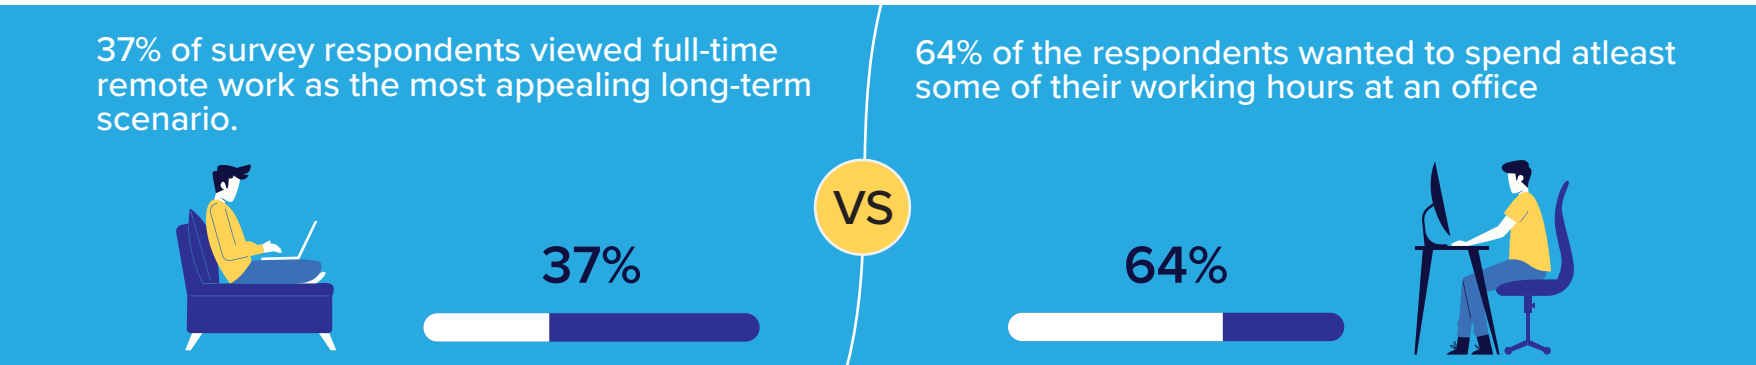 37% of survey respondents viewed full-time
remote work as the most appealing long-term
scenario.
64% of the respondents wanted to spend atleast
some of their working hours at an office
VS
37%
64%